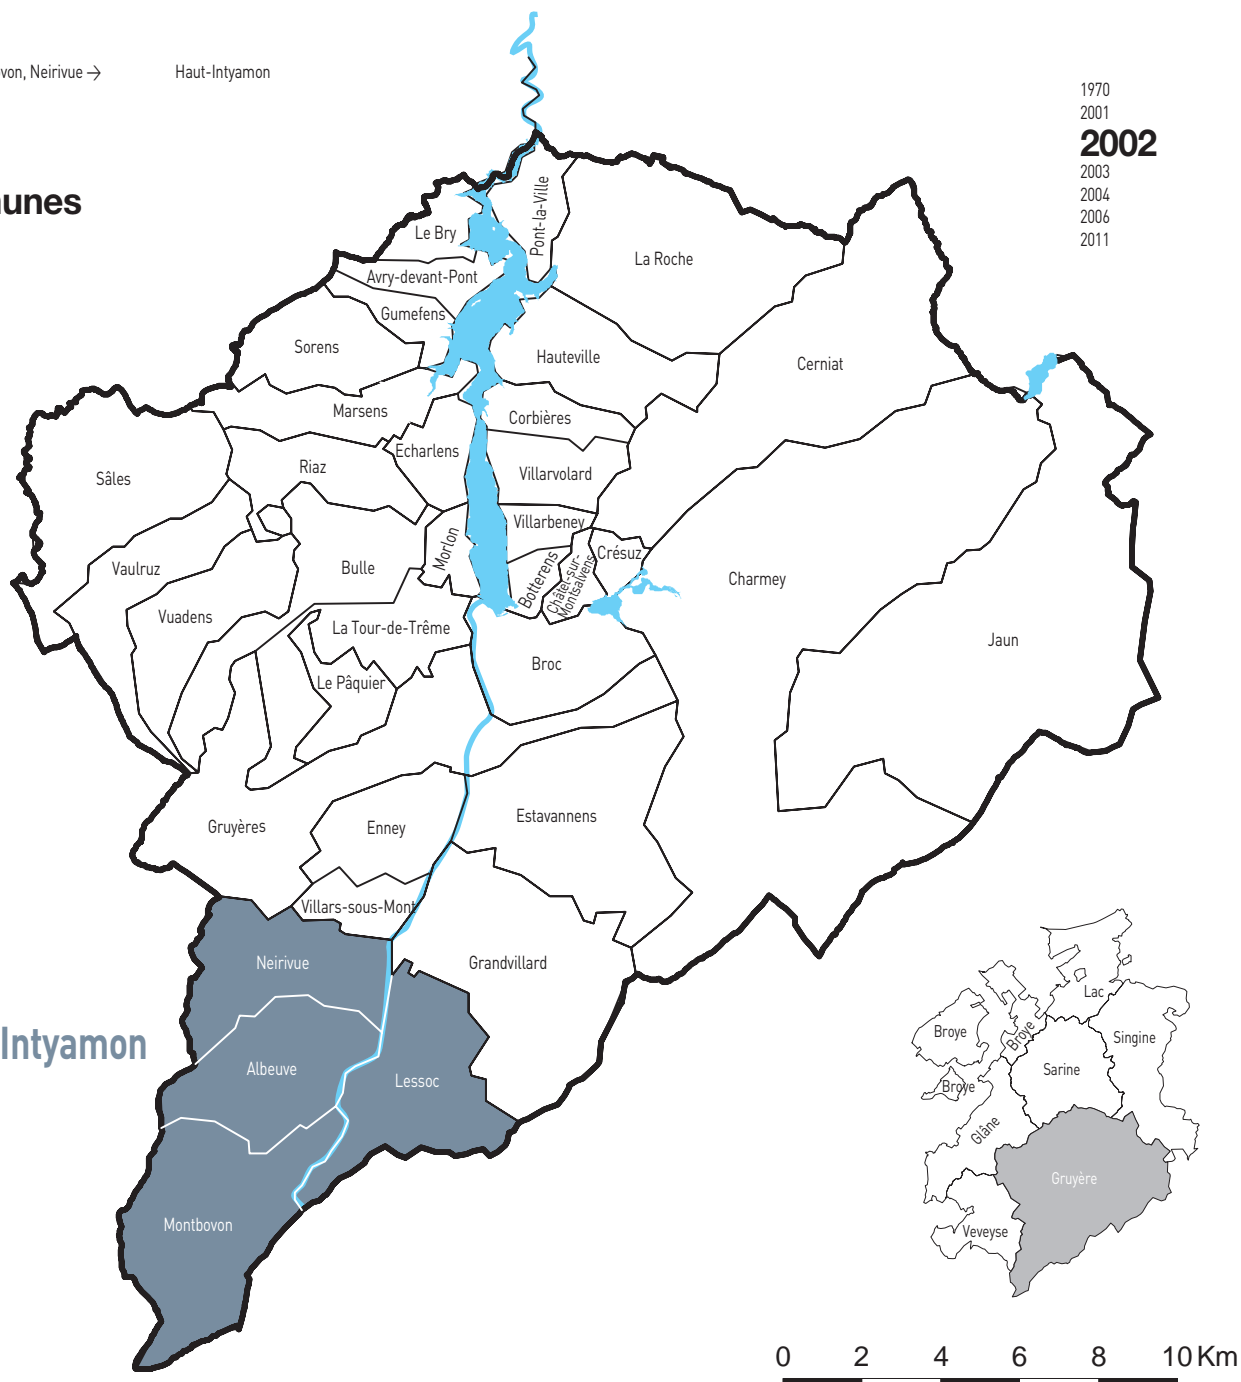 von, Neirivue → Haut-Intyamon
1970
2001
2002
2003
2004
2006
2011
unes
Le Bry
Pont-la-Ville
La Roche
Avry-devant-Pont
Gumefens
Sorens
Hauteville
Cerniat
Marsens
Corbières
Echarlens
Riaz
Sâles
Villarvolard
Villarbeney
Morlon
Botterens
Châtel-sur-
Montsalvens
Crésuz
Vaulruz
Bulle
Charmey
Vuadens
La Tour-de-Trême
Jaun
Broc
Le Pâquier
Gruyères
Enney
Estavannens
Villars-sous-Mont
Neirivue
Grandvillard
Intyamon
Albeuve
Lessoc
Montbovon
Lac
Broye
Broye
Singine
Sarine
Broye
Glâne
Gruyère
Veveyse
0 2 4 6 8 10 Km